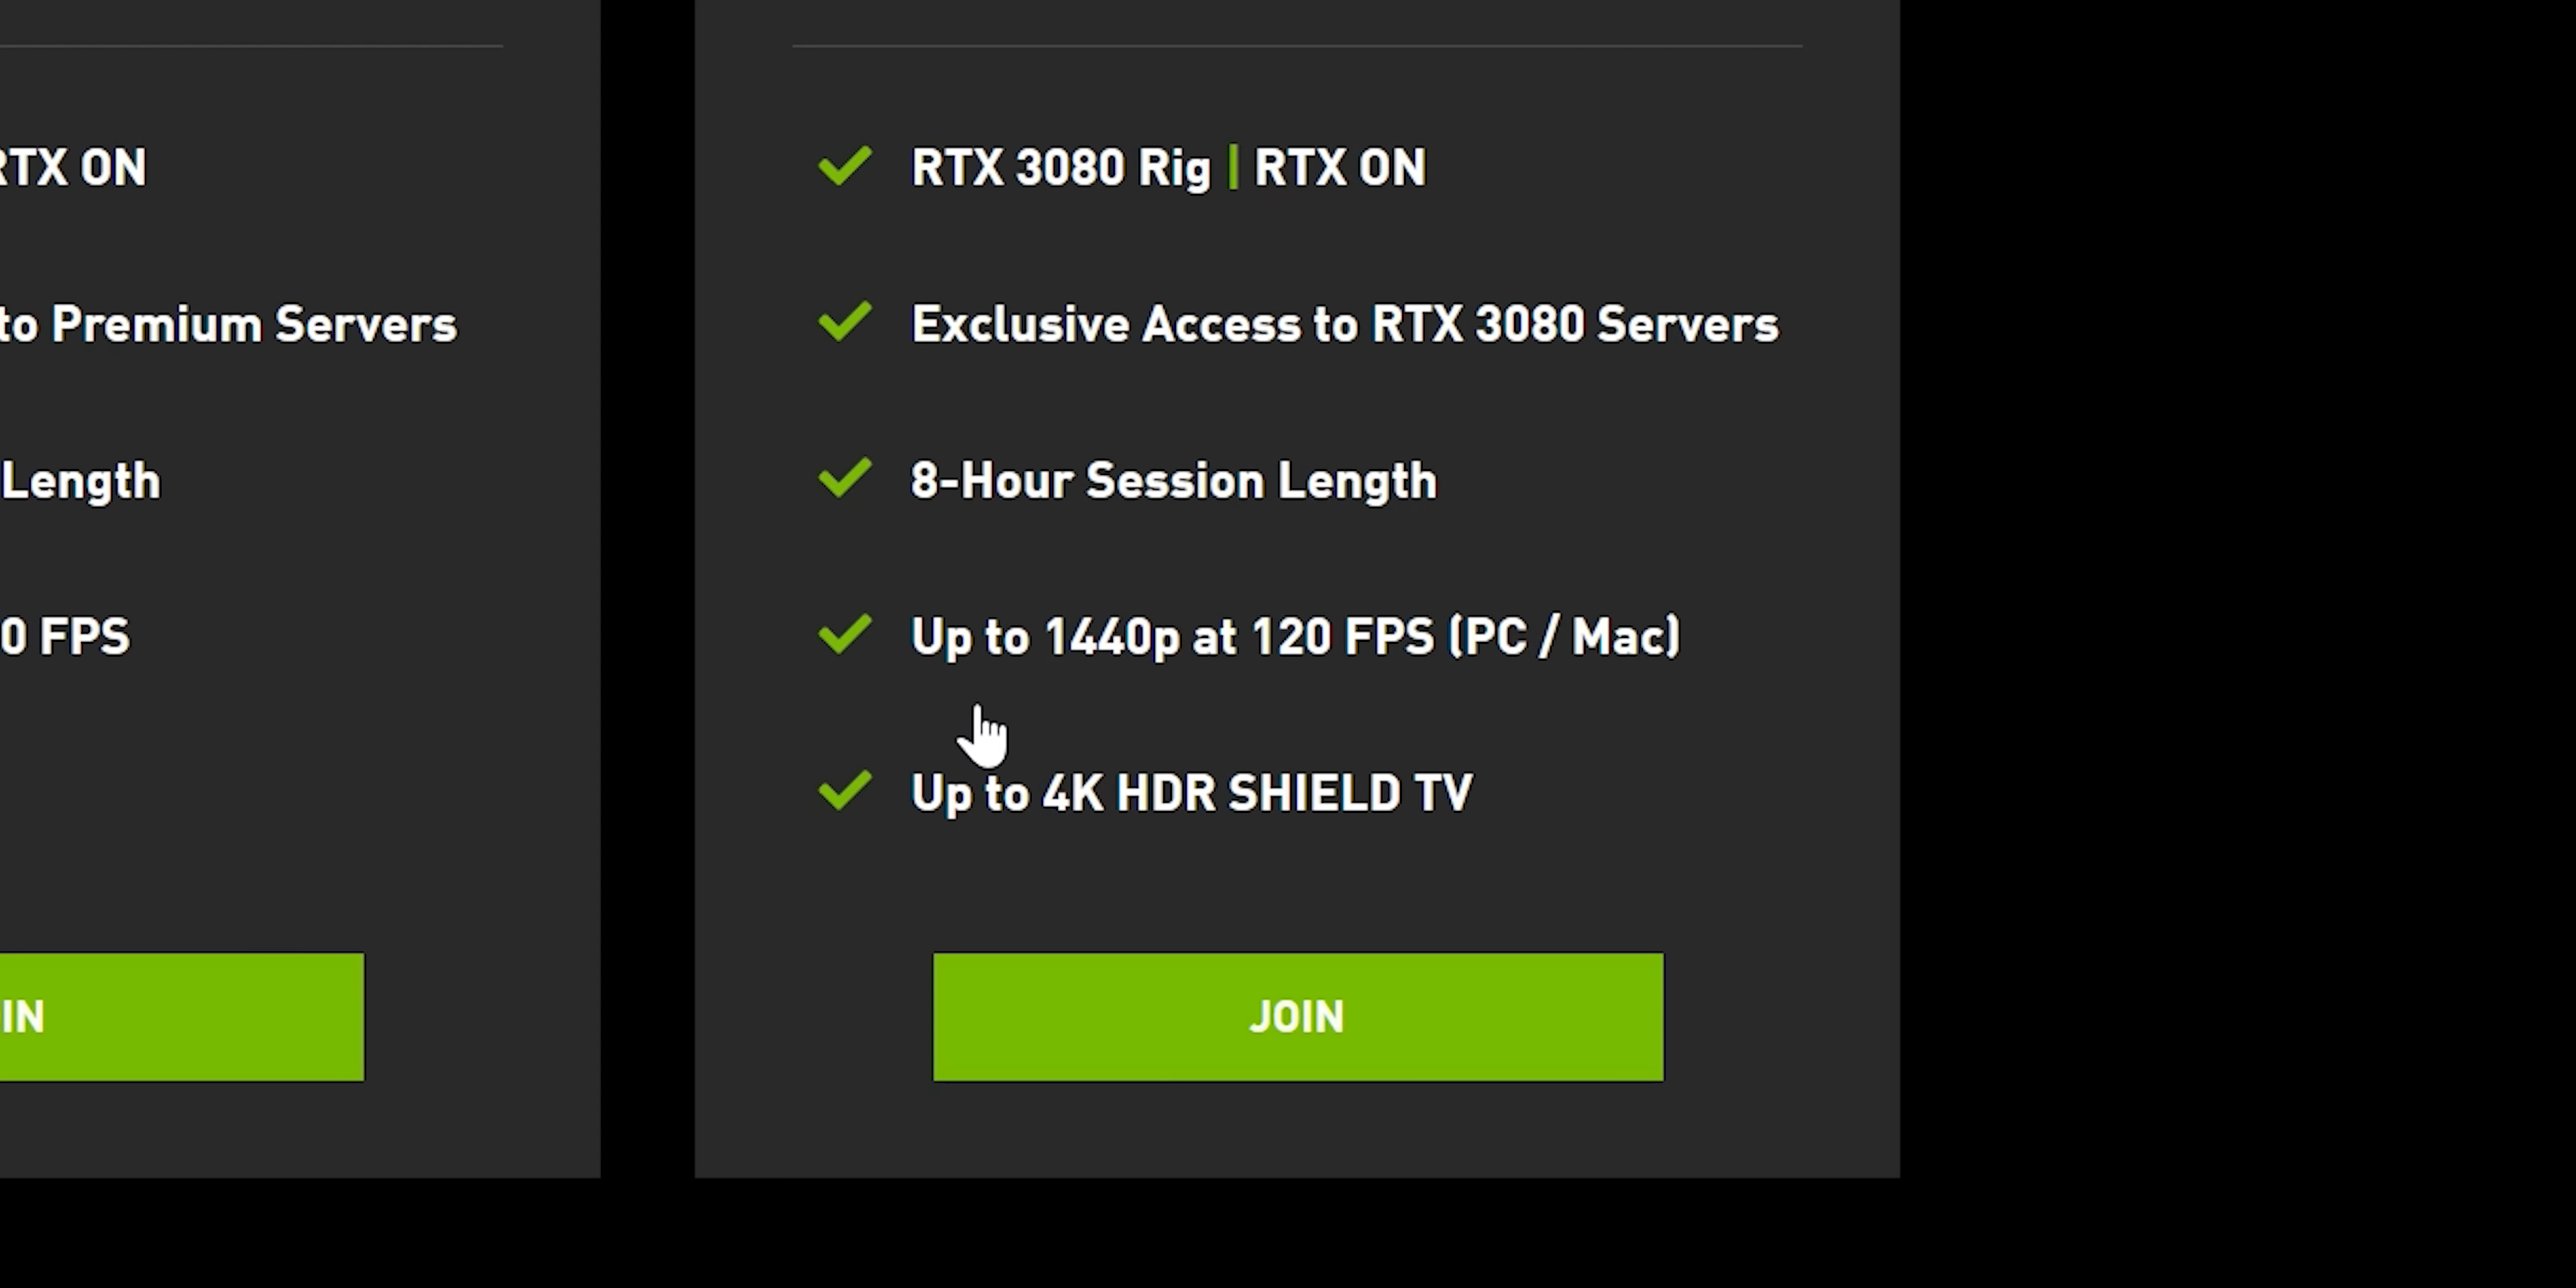 RTX ON
to Premium Servers
Length
0 FPS
IN
RTX 3080 Rig | RTX ON
Exclusive Access to RTX 3080 Servers
8-Hour Session Length
Up to 1440p at 120 FPS (PC / Mac)
Up to 4K HDR SHIELD TV
JOIN